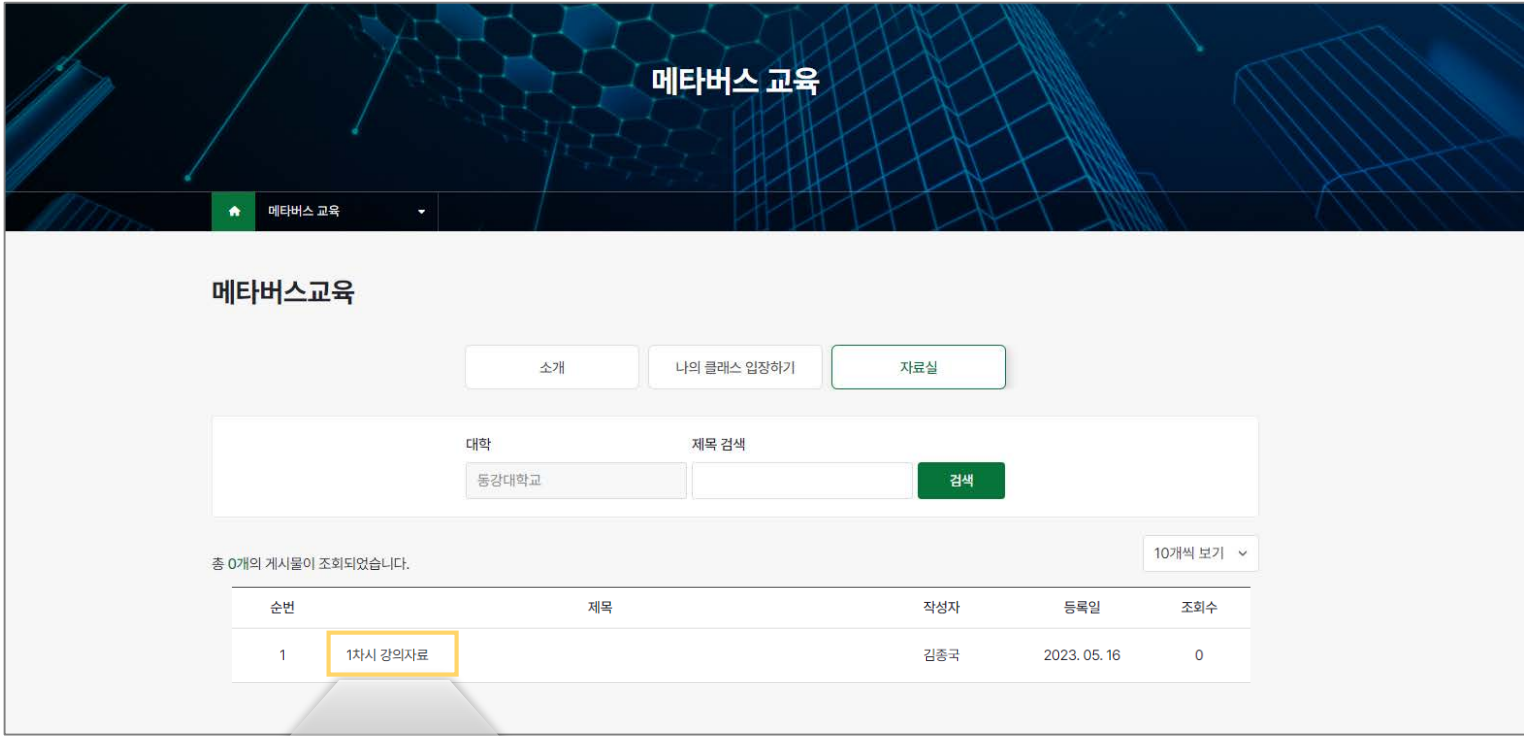 메타버스 교육
메타버스 교육
메타버스교육
소개 나의 클래스 입장하기 자료실
대학 제목 검색
동강대학교 검색
10개씩 보기
총 0개의 게시물이 조회되었습니다.
순번 제목 작성자 등록일 조회수
1 1차시 강의자료 김종국 2023. 05. 16 0